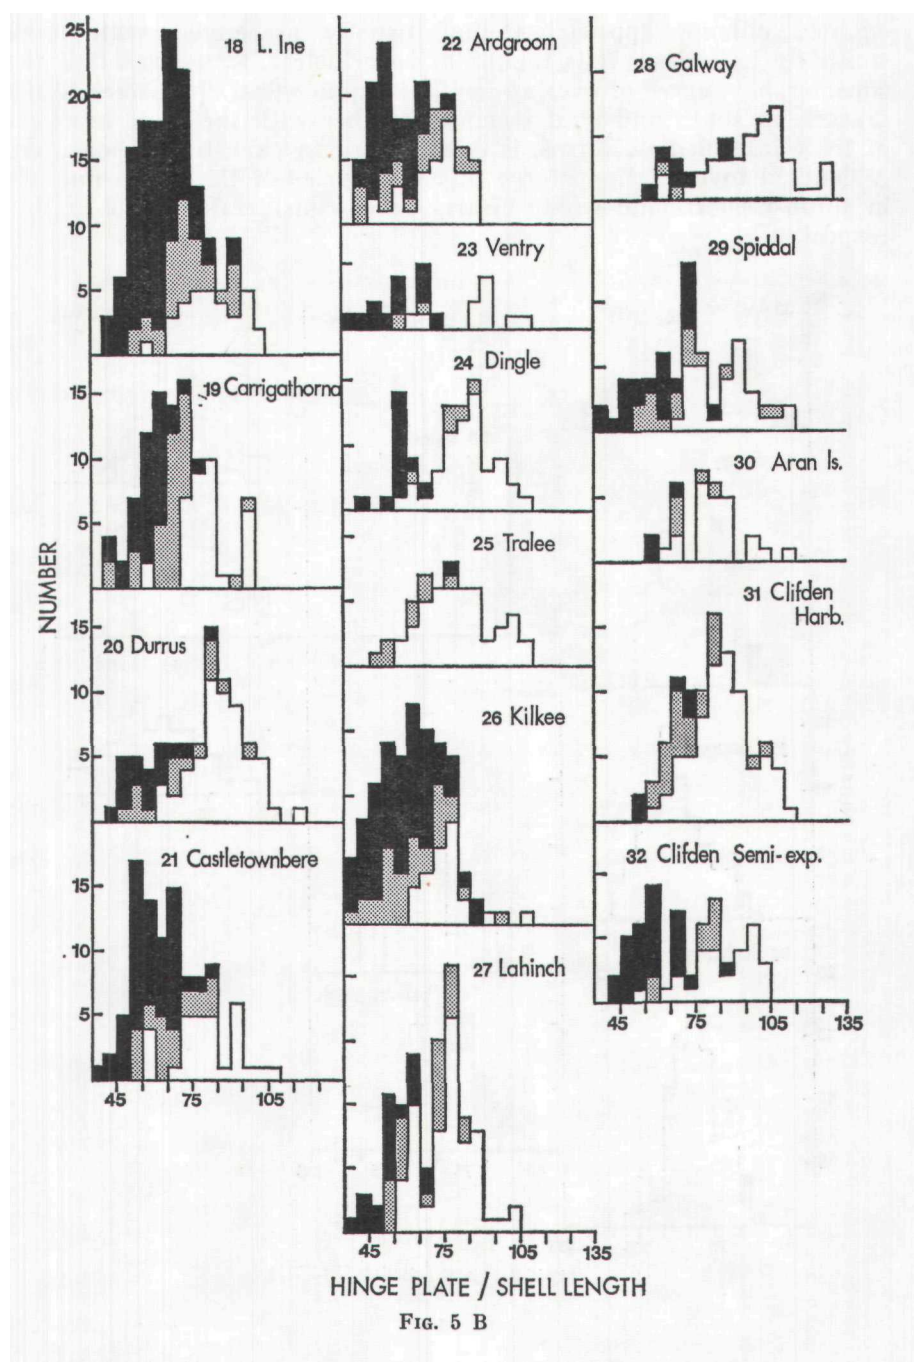 25
20
15
10
5
18 L. Ine
15
10
5
19 Carrigathorna
15
10
5
20 Durrus
15
10
5
21 Castletownbere
45 75 105
NUMBER
22 Ardgroom
23 Ventry
24 Dingle
25 Tralee
26 Kilkee
27 Lahinch
45 75 105 135
28 Galway
29 Spiddal
30 Aran Is.
31 Clifden
Harb.
32 Clifden Semi-exp.
45 75 105 135
HINGE PLATE / SHELL LENGTH
FIG. 5 B